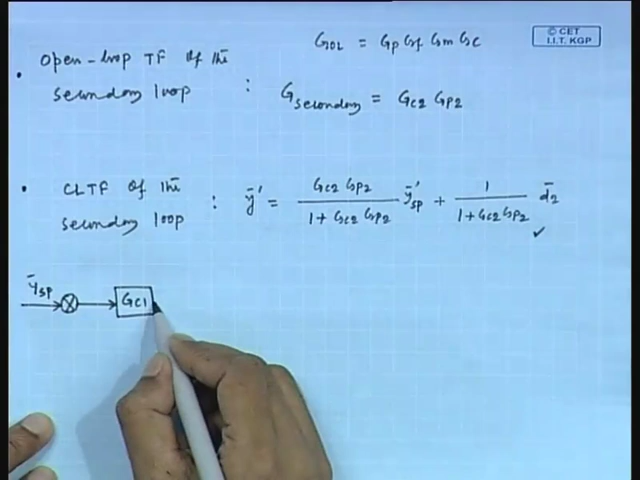 G_OL = Gp Gf Gm Gc
© CET
I.I.T. KGP
• Open-loop TF of the
secondary loop : G_secondary = Gc2 Gp2
• CLTF of the
secondary loop : ȳ' = Gc2 Gp2 / (1 + Gc2 Gp2) ȳ'sp + 1 / (1 + Gc2 Gp2) d̄2 ✓
ȳsp
Gc1